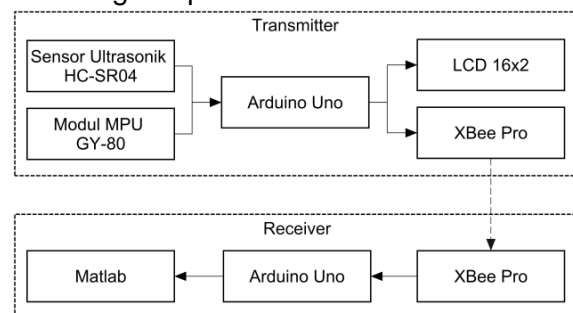 Transmitter
Sensor Ultrasonik
HC-SR04
Modul MPU
GY-80
Arduino Uno
LCD 16x2
XBee Pro
Receiver
Matlab
Arduino Uno
XBee Pro